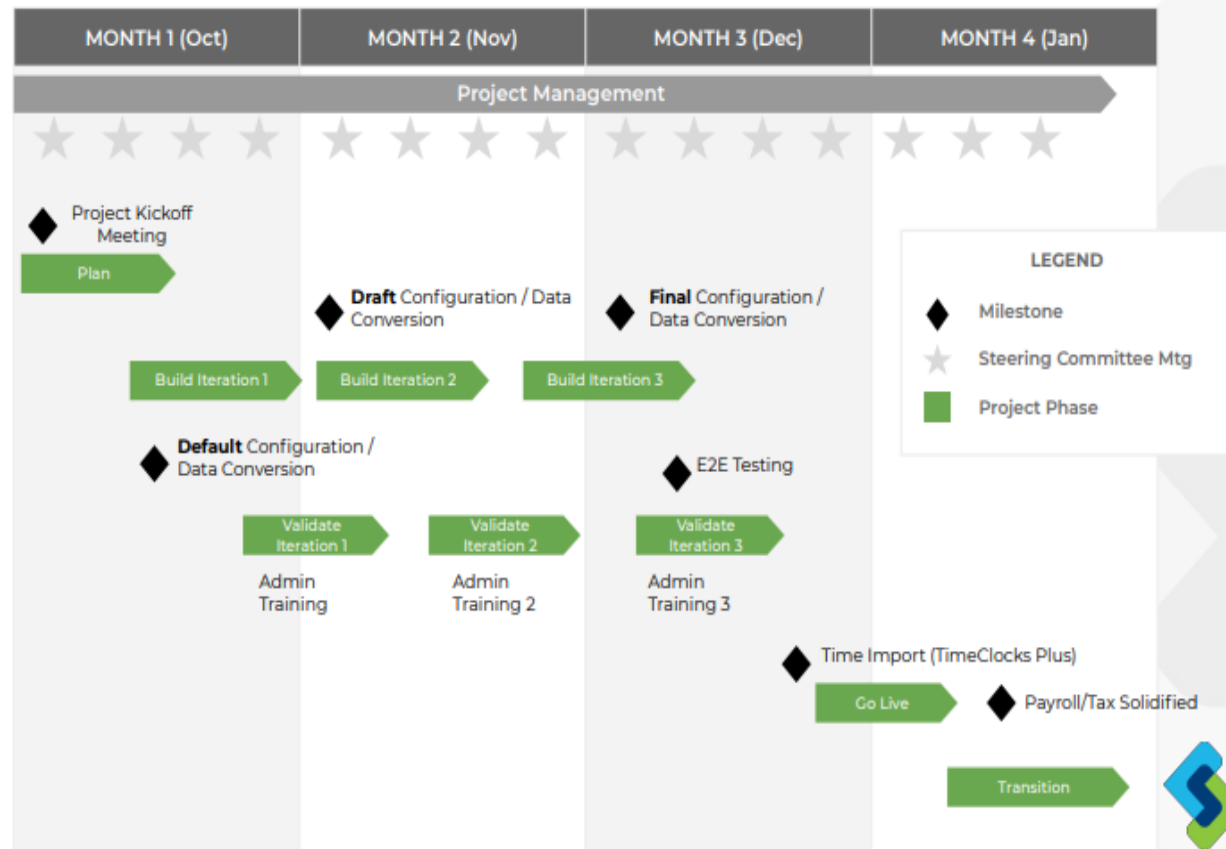 MONTH 1 (Oct)
MONTH 2 (Nov)
MONTH 3 (Dec)
MONTH 4 (Jan)
Project Management
Project Kickoff
Meeting
Plan
Draft Configuration / Data
Conversion
Final Configuration /
Data Conversion
LEGEND
Milestone
Steering Committee Mtg
Project Phase
Build Iteration 1
Build Iteration 2
Build Iteration 3
Default Configuration /
Data Conversion
E2E Testing
Validate
Iteration 1
Validate
Iteration 2
Validate
Iteration 3
Admin
Training
Admin
Training 2
Admin
Training 3
Time Import (TimeClocks Plus)
Go Live
Payroll/Tax Solidified
Transition